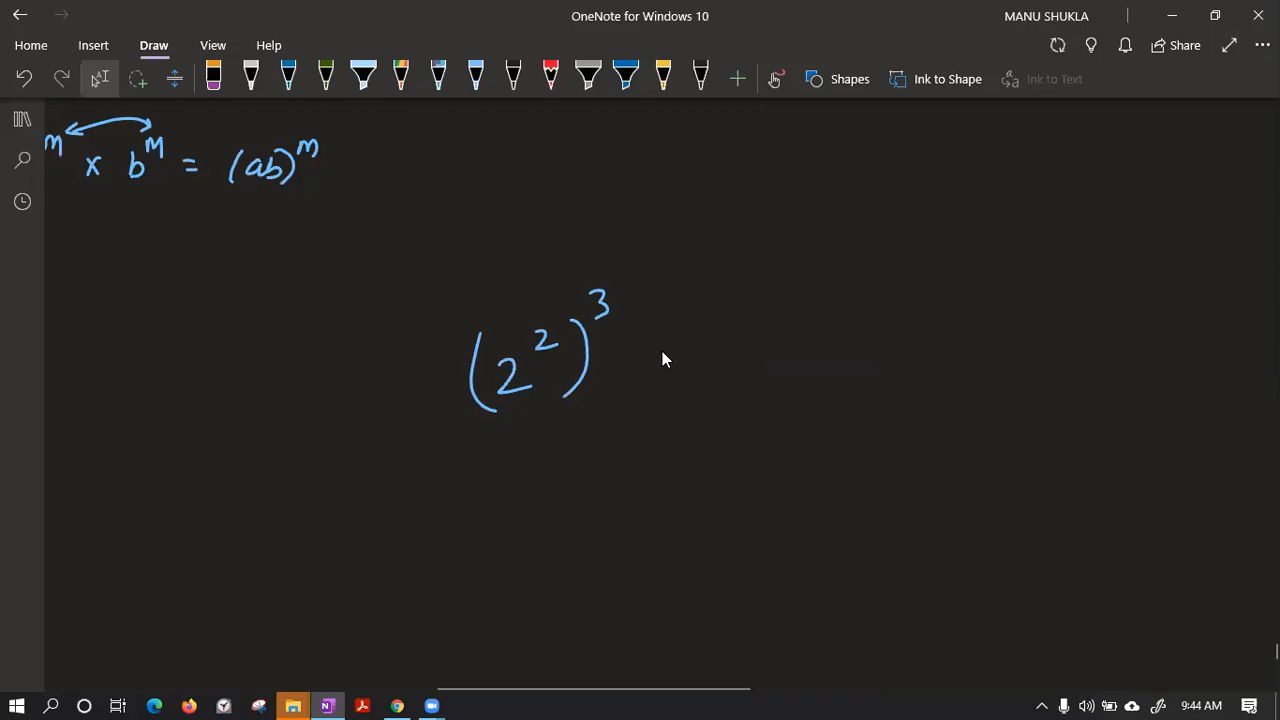 OneNote for Windows 10
MANU SHUKLA
Home Insert Draw View Help
Share
Shapes
Ink to Shape
Ink to Text
m × b^m = (ab)^m
(2^2)^3
9:44 AM